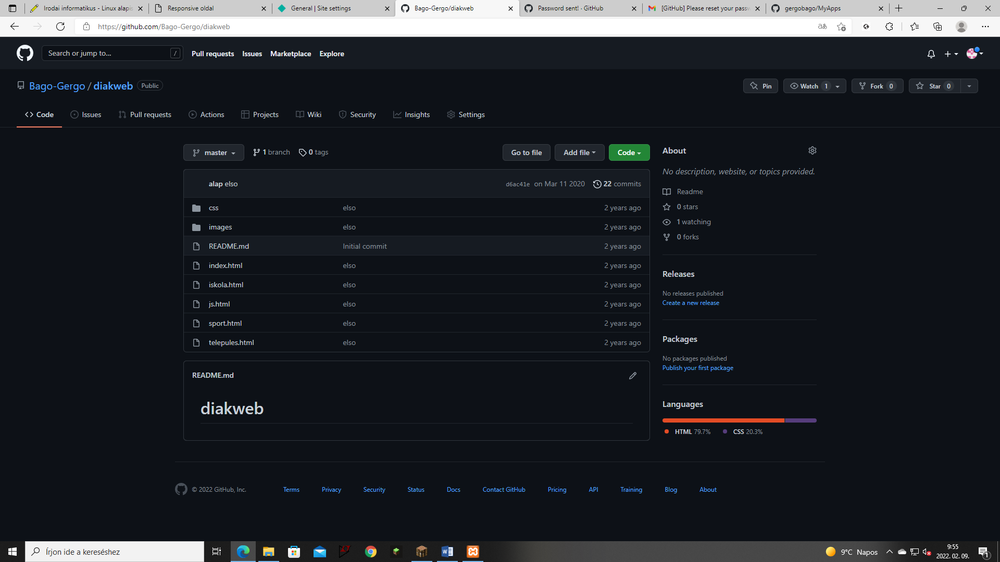 Irodai informatikus - Linux alapis
Responsive oldal
General | Site settings
Bago-Gergo/diakweb
Password sent! · GitHub
[GitHub] Please reset your passw
gergobago/MyApps
https://github.com/Bago-Gergo/diakweb
Search or jump to... /
Pull requests Issues Marketplace Explore
Bago-Gergo / diakweb Public
Pin Watch 1 Fork 0 Star 0
Code Issues Pull requests Actions Projects Wiki Security Insights Settings
master 1 branch 0 tags Go to file Add file Code
alap elso d6ac41e on Mar 11 2020 22 commits
css elso 2 years ago
images elso 2 years ago
README.md Initial commit 2 years ago
index.html elso 2 years ago
iskola.html elso 2 years ago
js.html elso 2 years ago
sport.html elso 2 years ago
telepules.html elso 2 years ago
README.md
diakweb
About
No description, website, or topics provided.
Readme
0 stars
1 watching
0 forks
Releases
No releases published
Create a new release
Packages
No packages published
Publish your first package
Languages
HTML 79.7% CSS 20.3%
© 2022 GitHub, Inc. Terms Privacy Security Status Docs Contact GitHub Pricing API Training Blog About
Írjon ide a kereséshez
9°C Napos
9:55
2022. 02. 09.
1